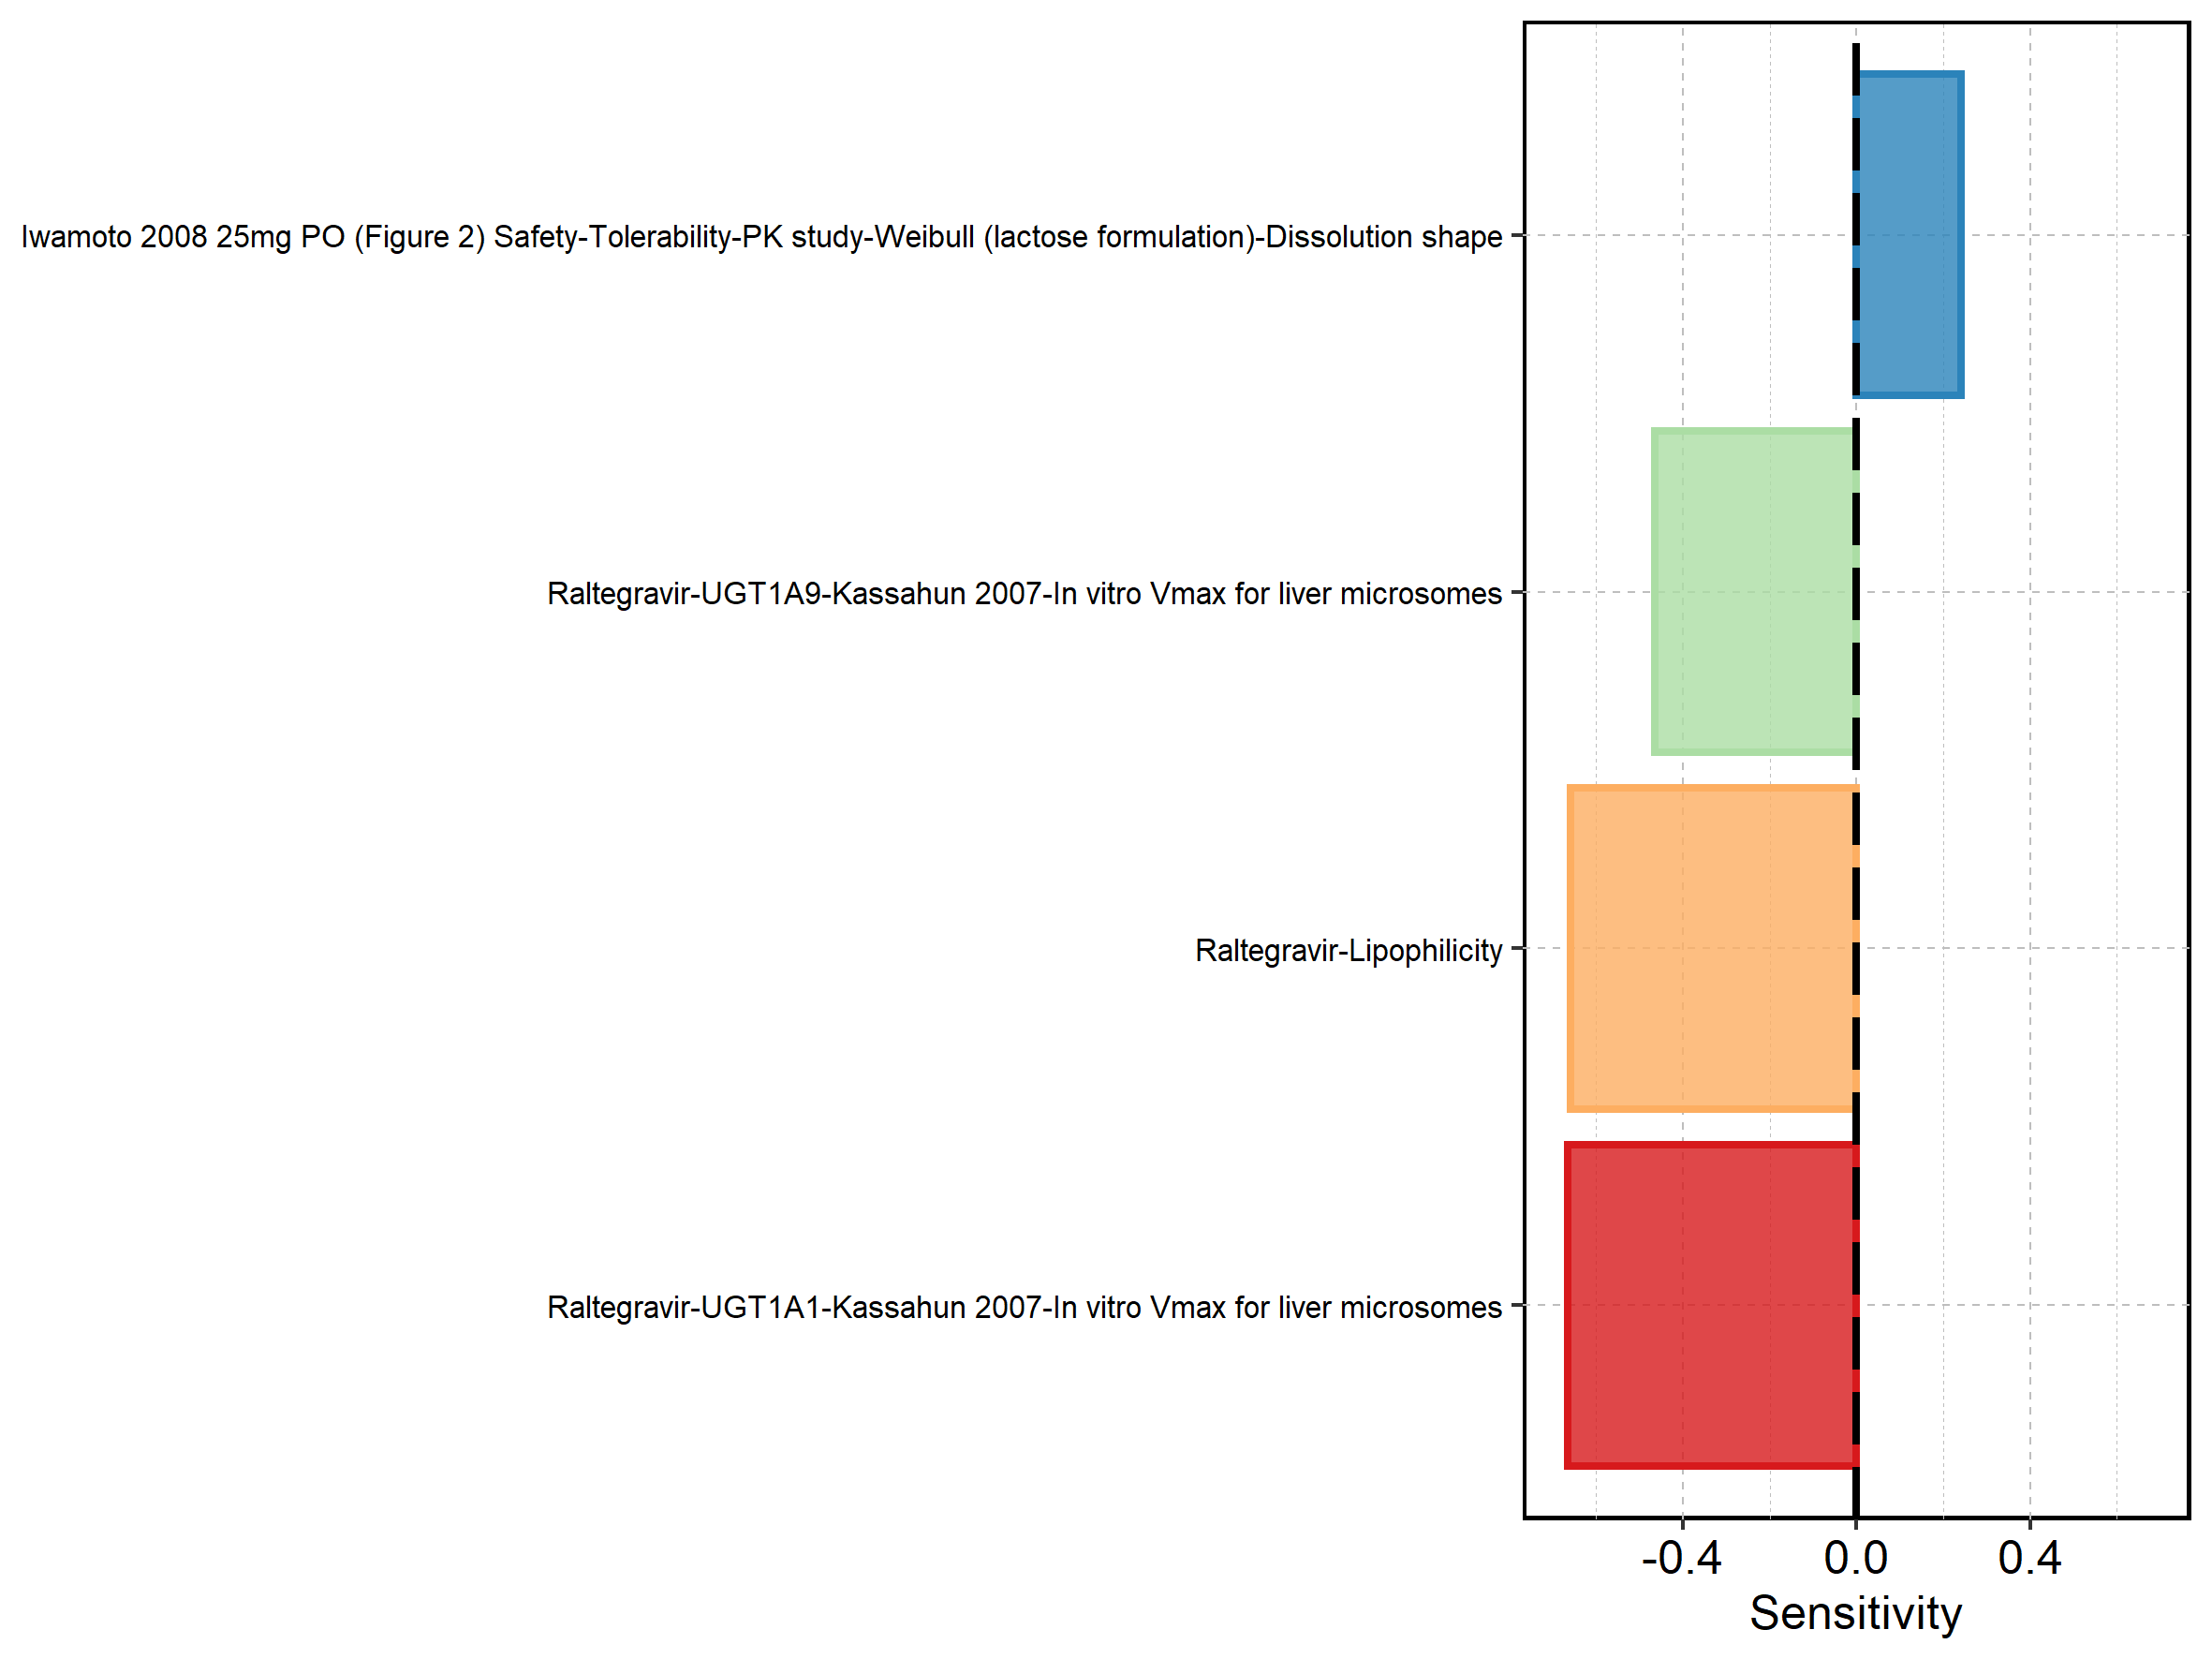 Iwamoto 2008 25mg PO (Figure 2) Safety-Tolerability-PK study-Weibull (lactose formulation)-Dissolution shape
Raltegravir-UGT1A9-Kassahun 2007-In vitro Vmax for liver microsomes
Raltegravir-Lipophilicity
Raltegravir-UGT1A1-Kassahun 2007-In vitro Vmax for liver microsomes
-0.4 0.0 0.4
Sensitivity